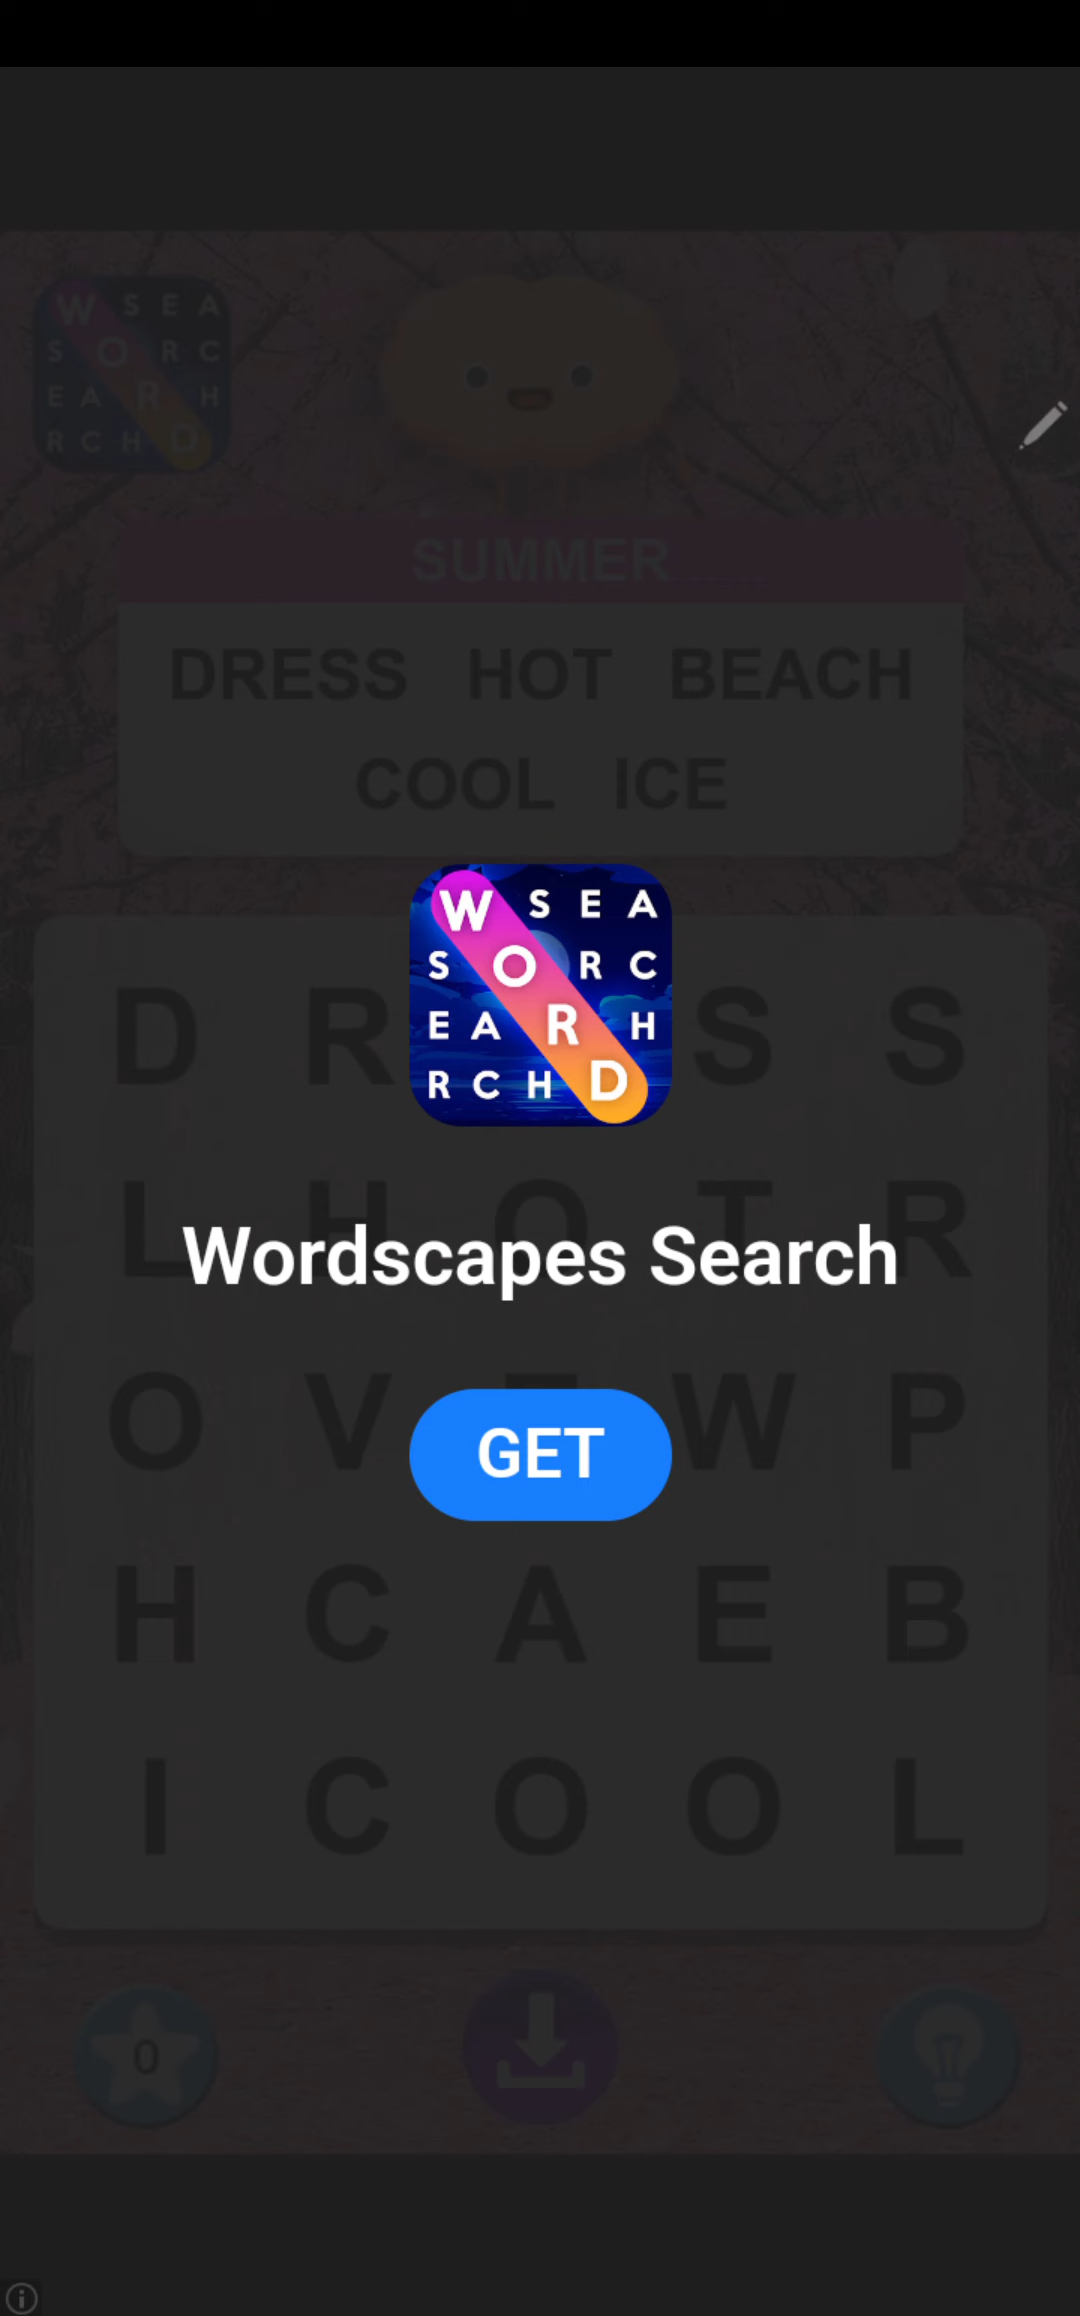 W S E A
S O R C
E A R H
R C H D
SUMMER
DRESS HOT BEACH
COOL ICE
W S E A
S O R C
E A R H
R C H D
D R S S
L H O T R
Wordscapes Search
O V W P
GET
H C A E B
I C O O L
0